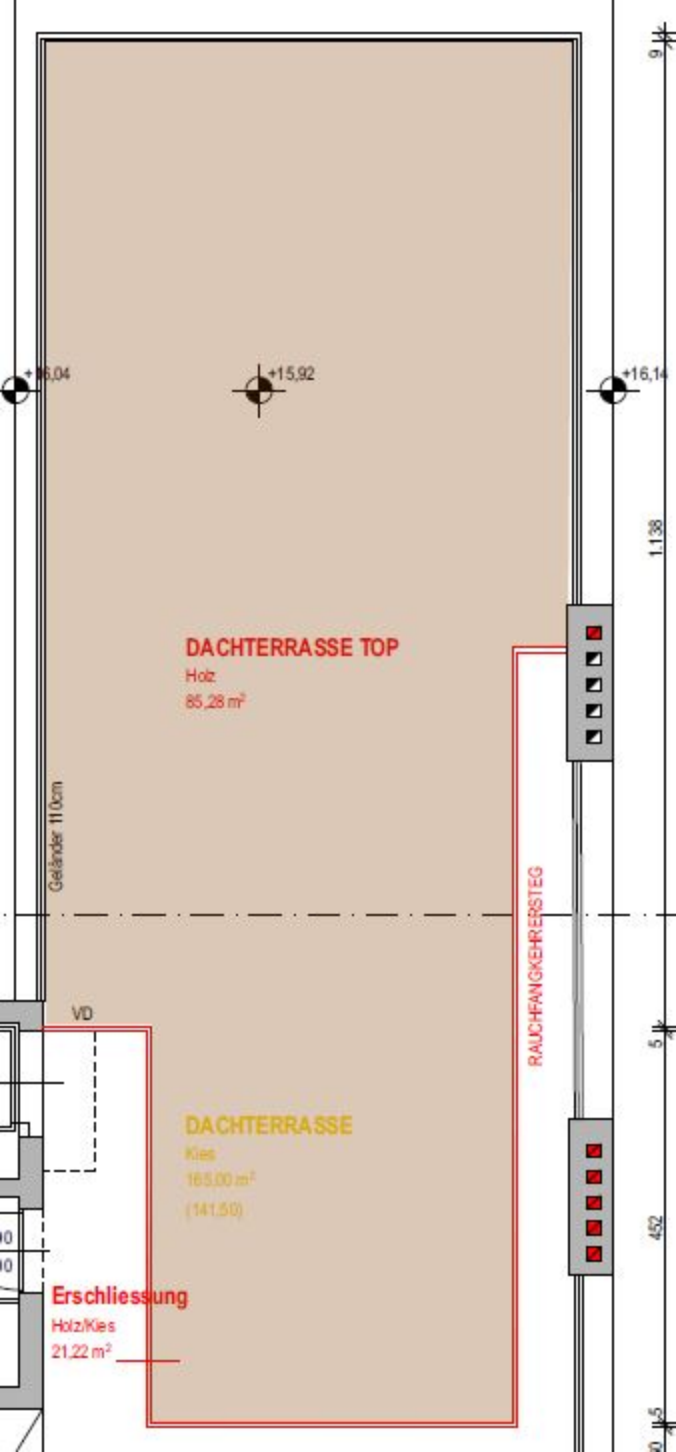 9
+16,04
+15,92
+16,14
1.138
DACHTERRASSE TOP
Holz
85,28 m²
Geländer 110cm
RAUCHFANGKEHRERSTEG
VD
5
DACHTERRASSE
Kies
165,00 m²
(141,50)
452
Erschliessung
Holz/Kies
21,22 m²
5